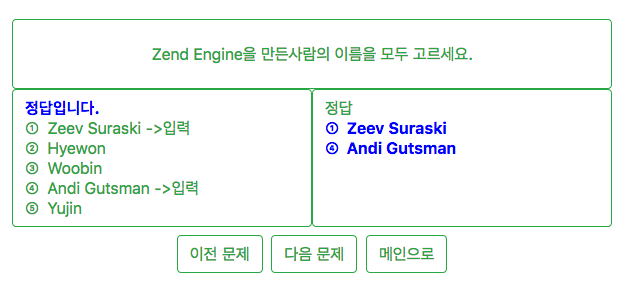 Zend Engine을 만든사람의 이름을 모두 고르세요.
정답입니다.
① Zeev Suraski ->입력
② Hyewon
③ Woobin
④ Andi Gutsman ->입력
⑤ Yujin
정답
① Zeev Suraski
④ Andi Gutsman
이전 문제
다음 문제
메인으로